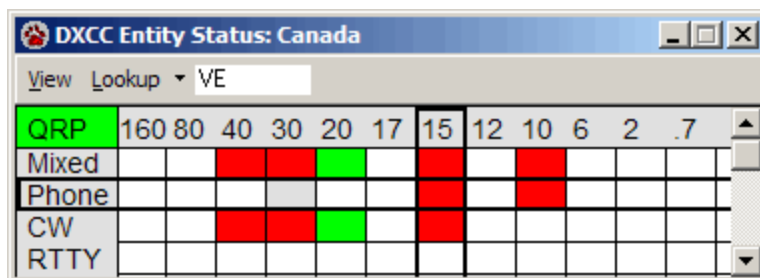 DXCC Entity Status: Canada
View Lookup VE
QRP 160 80 40 30 20 17 15 12 10 6 2 .7
Mixed
Phone
CW
RTTY